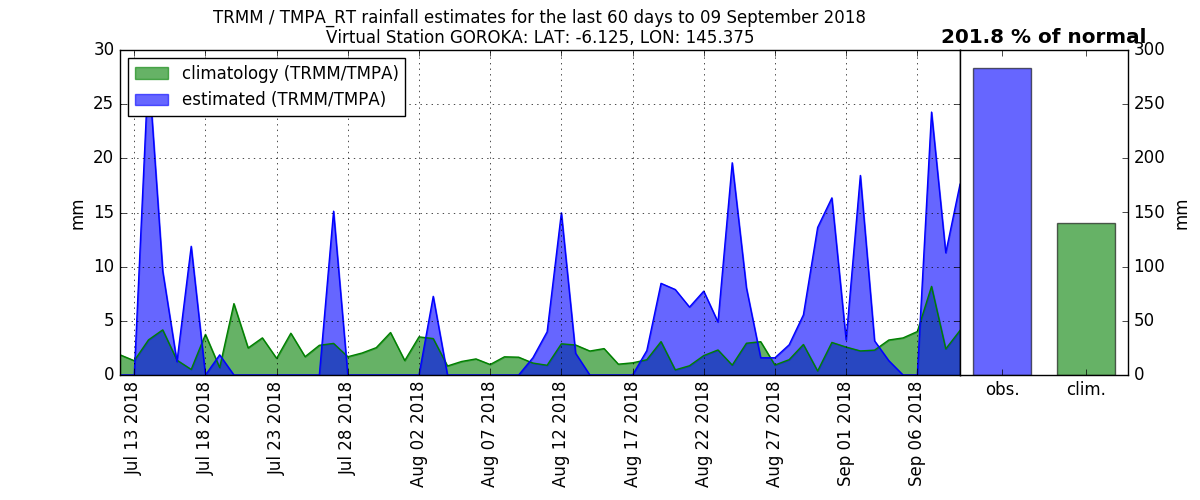 TRMM / TMPA_RT rainfall estimates for the last 60 days to 09 September 2018
Virtual Station GOROKA: LAT: -6.125, LON: 145.375
201.8 % of normal
climatology (TRMM/TMPA)
estimated (TRMM/TMPA)
mm
30
25
20
15
10
5
0
Jul 13 2018
Jul 18 2018
Jul 23 2018
Jul 28 2018
Aug 02 2018
Aug 07 2018
Aug 12 2018
Aug 17 2018
Aug 22 2018
Aug 27 2018
Sep 01 2018
Sep 06 2018
300
250
200
150
100
50
0
mm
obs.
clim.